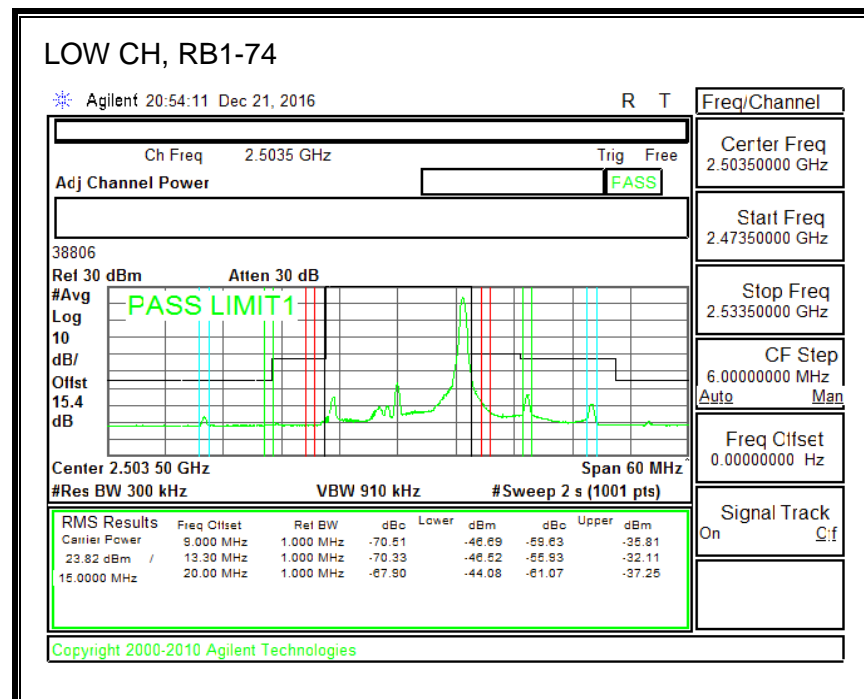 LOW CH, RB1-74
Agilent 20:54:11 Dec 21, 2016 R T
Ch Freq 2.5035 GHz Trig Free
Adj Channel Power PASS
38806
Ref 30 dBm Atten 30 dB
#Avg
Log
10
dB/
Offst
15.4
dB
PASS LIMIT1
Center 2.503 50 GHz Span 60 MHz
#Res BW 300 kHz VBW 910 kHz #Sweep 2 s (1001 pts)
RMS Results Freq Offset Ref BW dBc Lower dBm dBc Upper dBm
Carrier Power 9.000 MHz 1.000 MHz -70.51 -46.69 -59.63 -35.81
23.82 dBm / 13.30 MHz 1.000 MHz -70.33 -46.52 -55.93 -32.11
15.0000 MHz 20.00 MHz 1.000 MHz -67.90 -44.08 -61.07 -37.25
Copyright 2000-2010 Agilent Technologies
Freq/Channel
Center Freq
2.50350000 GHz
Start Freq
2.47350000 GHz
Stop Freq
2.53350000 GHz
CF Step
6.00000000 MHz
Auto Man
Freq Offset
0.00000000 Hz
Signal Track
On Off